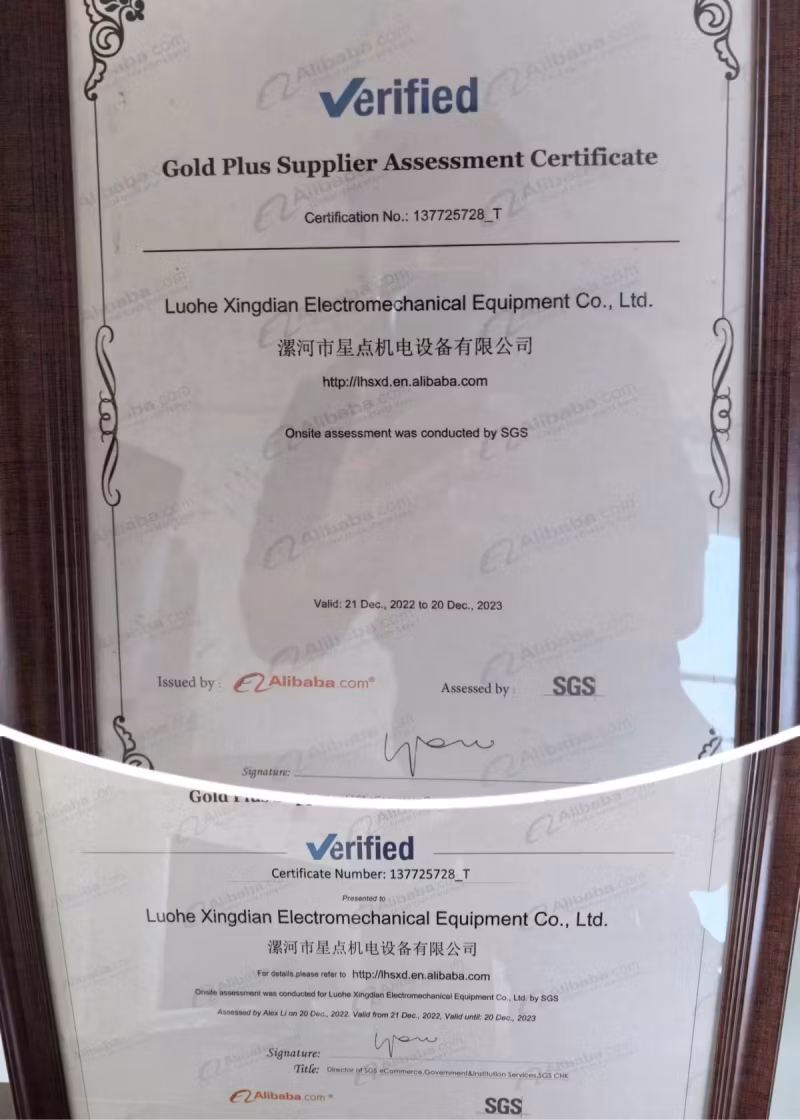 Verified
Gold Plus Supplier Assessment Certificate
Certification No.: 137725728_T
Luohe Xingdian Electromechanical Equipment Co., Ltd.
漯河市星点机电设备有限公司
http://lhsxd.en.alibaba.com
Onsite assessment was conducted by SGS
Valid: 21 Dec., 2022 to 20 Dec., 2023
Issued by : Alibaba.com® Assessed by : SGS
Signature:
Gold
Verified
Certificate Number: 137725728_T
Presented to
Luohe Xingdian Electromechanical Equipment Co., Ltd.
漯河市星点机电设备有限公司
For details,please refer to http://lhsxd.en.alibaba.com
Onsite assessment was conducted for Luohe Xingdian Electromechanical Equipment Co., Ltd. by SGS
Assessed by Alex Li on 20 Dec., 2022. Valid from 21 Dec., 2022, Valid until: 20 Dec., 2023
Signature:
Title: Director of SGS eCommerce,Government&Institution Services,SGS CHK
Alibaba.com® SGS